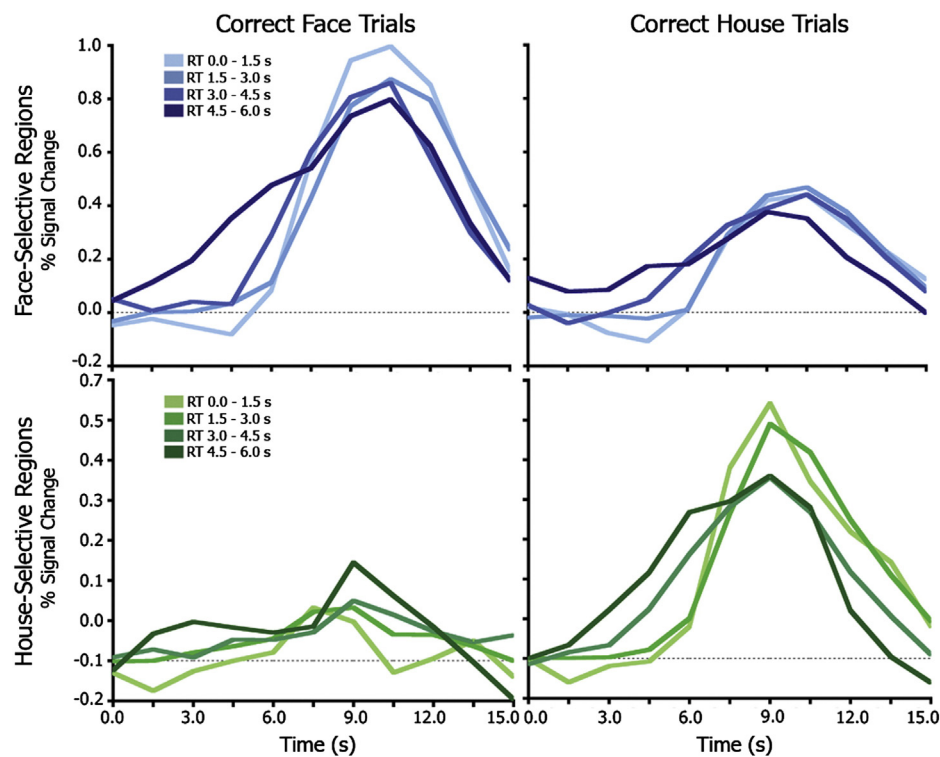 Correct Face Trials
Correct House Trials
Face-Selective Regions
% Signal Change
1.0
0.8
0.6
0.4
0.2
0.0
-0.2
RT 0.0 - 1.5 s
RT 1.5 - 3.0 s
RT 3.0 - 4.5 s
RT 4.5 - 6.0 s
House-Selective Regions
% Signal Change
0.7
0.5
0.4
0.3
0.2
0.1
0.0
-0.1
-0.2
RT 0.0 - 1.5 s
RT 1.5 - 3.0 s
RT 3.0 - 4.5 s
RT 4.5 - 6.0 s
0.0 3.0 6.0 9.0 12.0 15.0
0.0 3.0 6.0 9.0 12.0 15.0
Time (s)
Time (s)